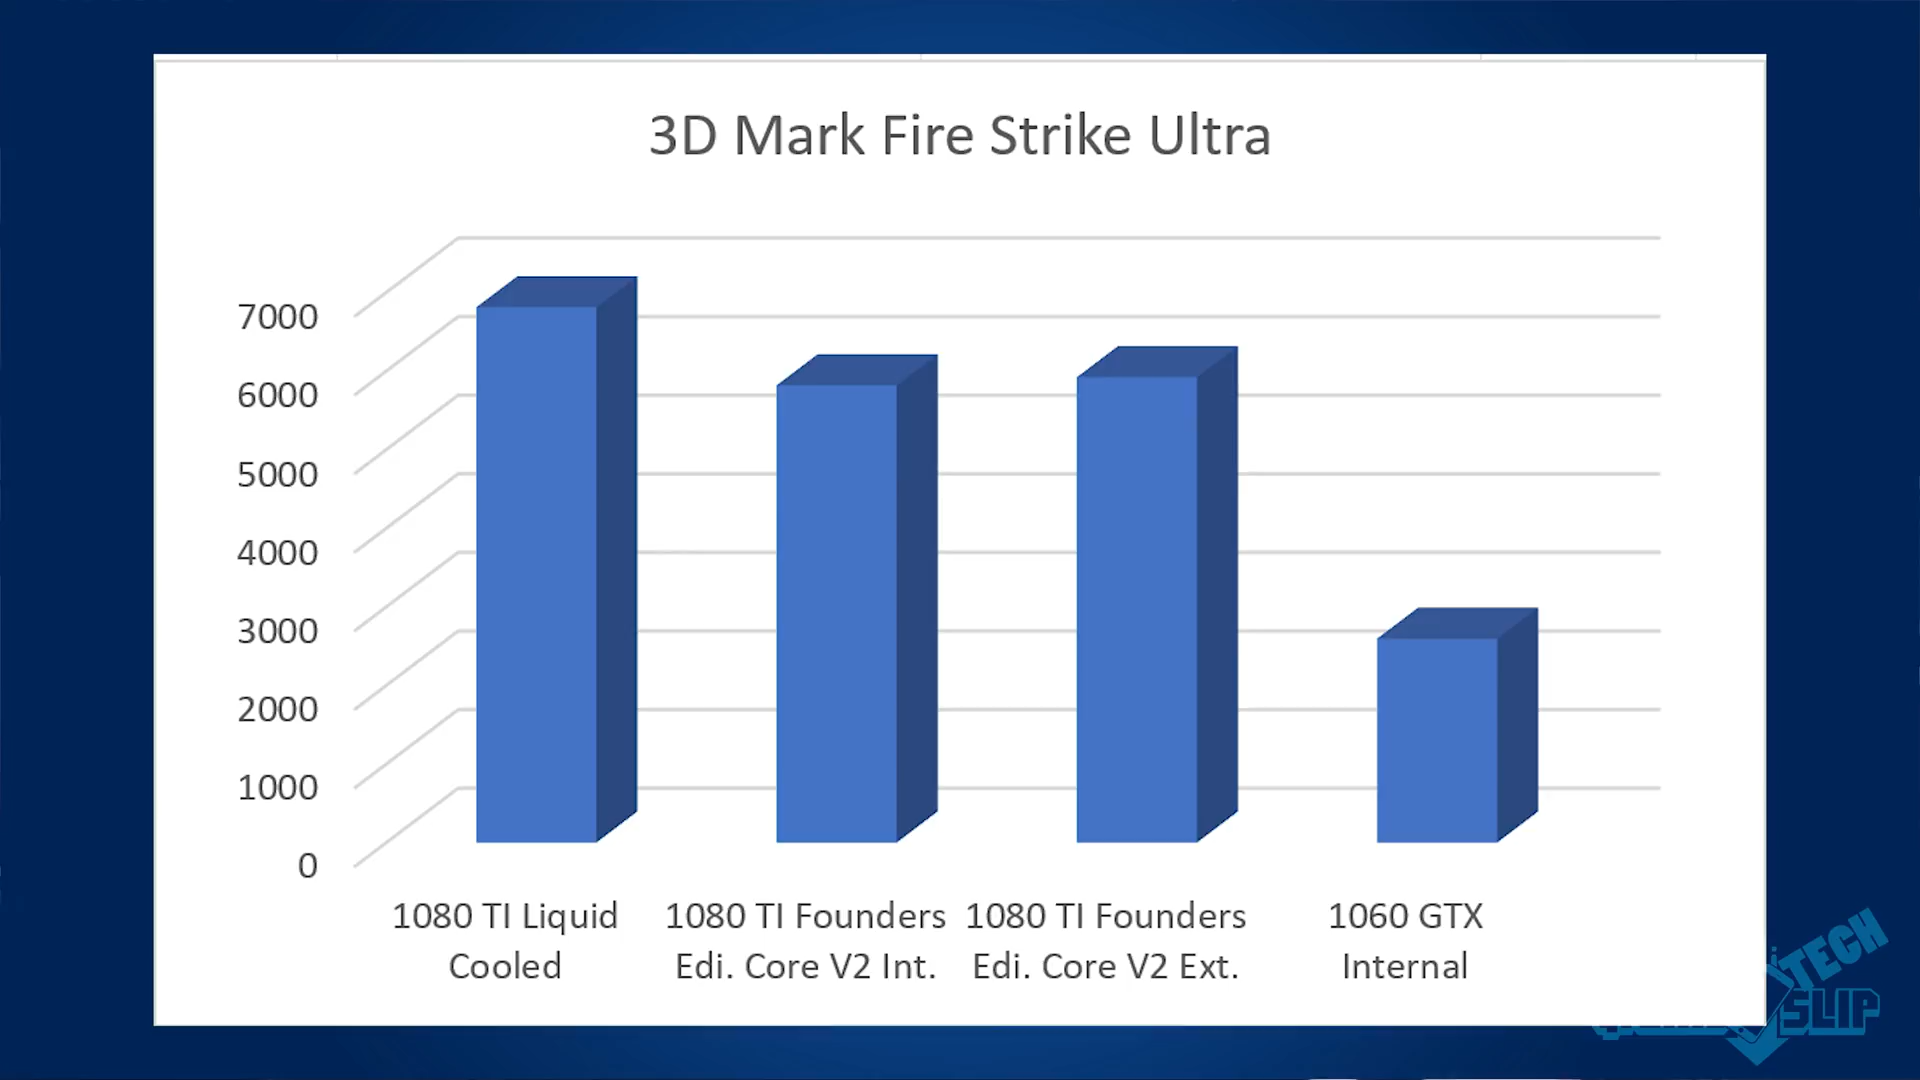 3D Mark Fire Strike Ultra
7000
6000
5000
4000
3000
2000
1000
0
1080 TI Liquid Cooled
1080 TI Founders Edi. Core V2 Int.
1080 TI Founders Edi. Core V2 Ext.
1060 GTX Internal
TECH
SLIP